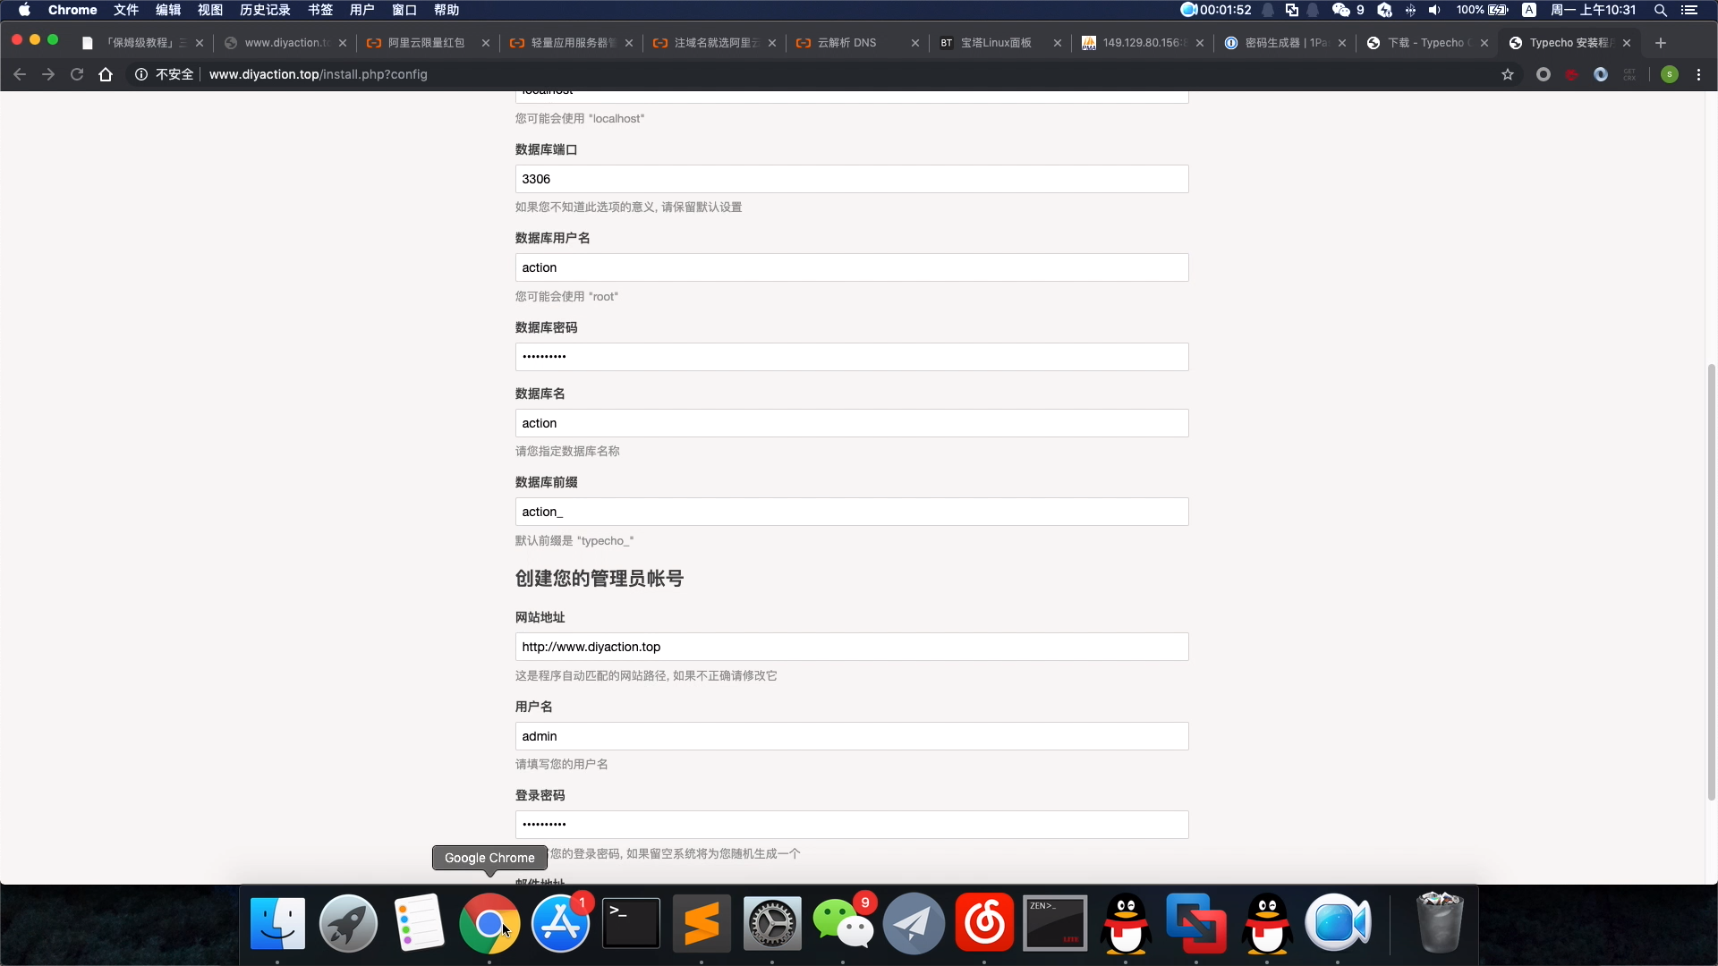 Chrome 文件 编辑 视图 历史记录 书签 用户 窗口 帮助 00:01:52 9 100% A 周一 上午10:31
「保姆级教程」三 www.diyaction.t 阿里云限量红包 轻量应用服务器管 注域名就选阿里云 云解析 DNS BT 宝塔Linux面板 149.129.80.156: 密码生成器 | 1Pa 下载 - Typecho Typecho 安装程序
不安全 www.diyaction.top/install.php?config S
localhost
您可能会使用 "localhost"
数据库端口
3306
如果您不知道此选项的意义, 请保留默认设置
数据库用户名
action
您可能会使用 "root"
数据库密码
••••••••••
数据库名
action
请您指定数据库名称
数据库前缀
action_
默认前缀是 "typecho_"
创建您的管理员帐号
网站地址
http://www.diyaction.top
这是程序自动匹配的网站路径, 如果不正确请修改它
用户名
admin
请填写您的用户名
登录密码
••••••••••
Google Chrome
您的登录密码, 如果留空系统将为您随机生成一个
邮件地址
1
9
>_
ZEN>_